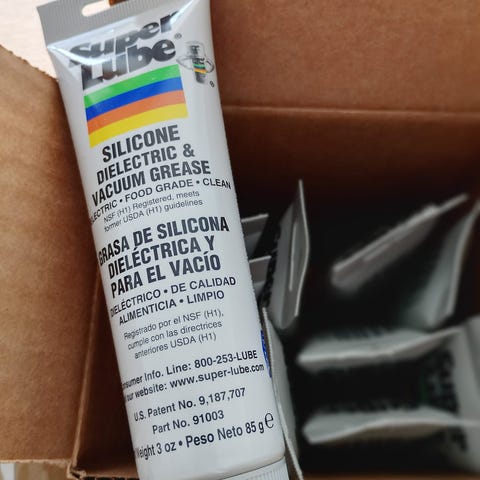 Super
Lube®
SILICONE
DIELECTRIC &
VACUUM GREASE
• FOOD GRADE • CLEAN
NSF (H1) Registered, meets
former USDA (H1) guidelines
GRASA DE SILICONA
DIELÉCTRICA Y
PARA EL VACÍO
DIELÉCTRICO • DE CALIDAD
ALIMENTICIA • LIMPIO
Registrado por el NSF (H1),
cumple con las directrices
anteriores USDA (H1)
Consumer Info. Line: 800-253-LUBE
our website: www.super-lube.com
U.S. Patent No. 9,187,707
Part No. 91003
Weight 3 oz • Peso Neto 85 g e